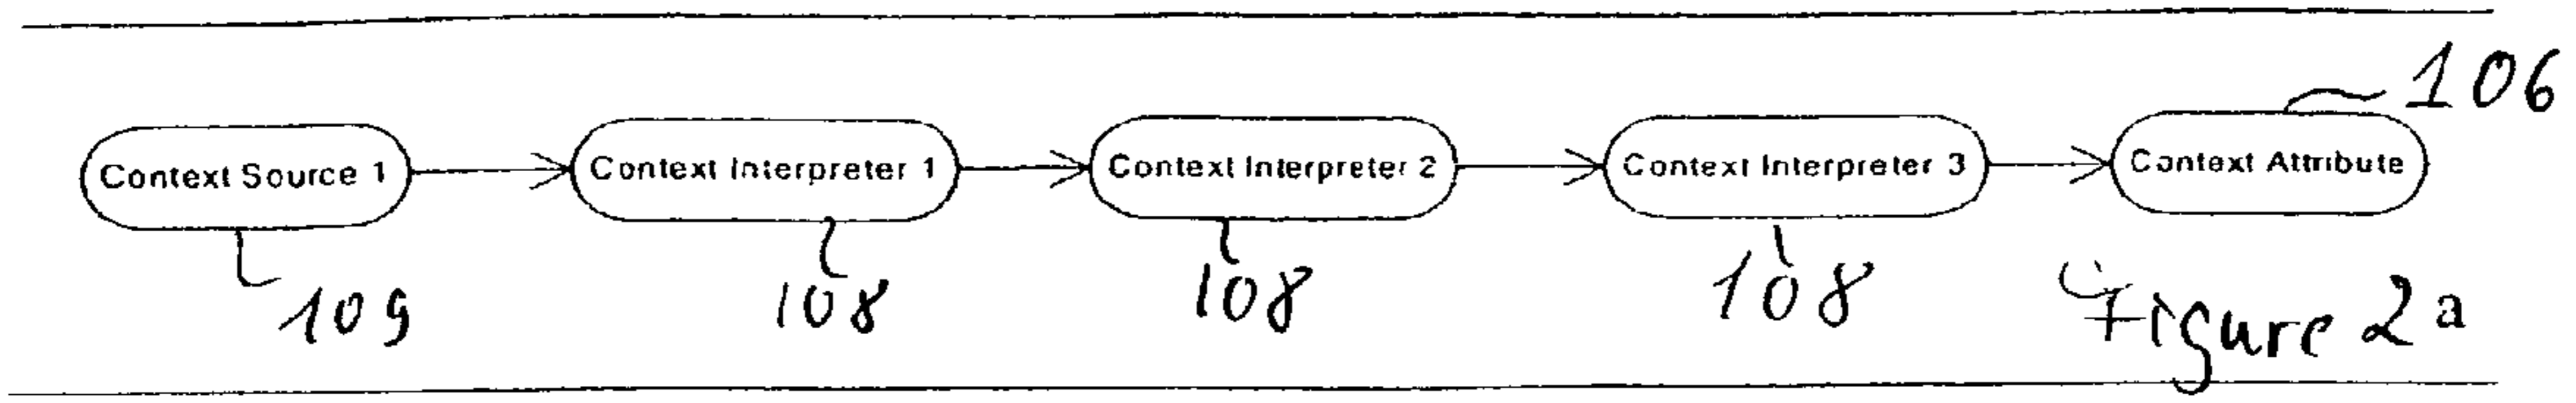 106
Context Source 1
Context Interpreter 1
Context Interpreter 2
Context Interpreter 3
Context Attribute
109
108
108
108
Figure 2a